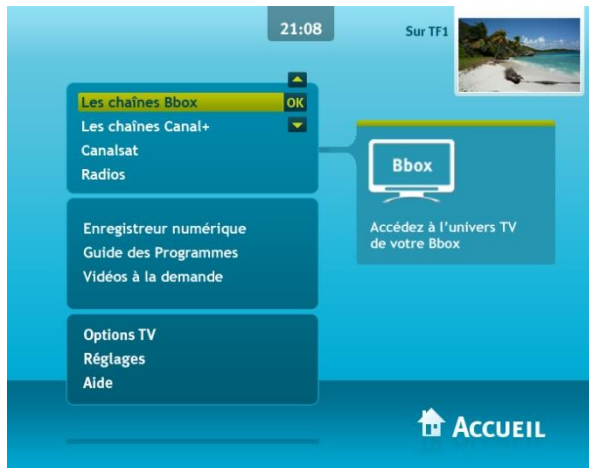 21:08
Sur TF1
Les chaînes Bbox
OK
Les chaînes Canal+
Canalsat
Radios
Bbox
Accédez à l'univers TV
de votre Bbox
Enregistreur numérique
Guide des Programmes
Vidéos à la demande
Options TV
Réglages
Aide
ACCUEIL